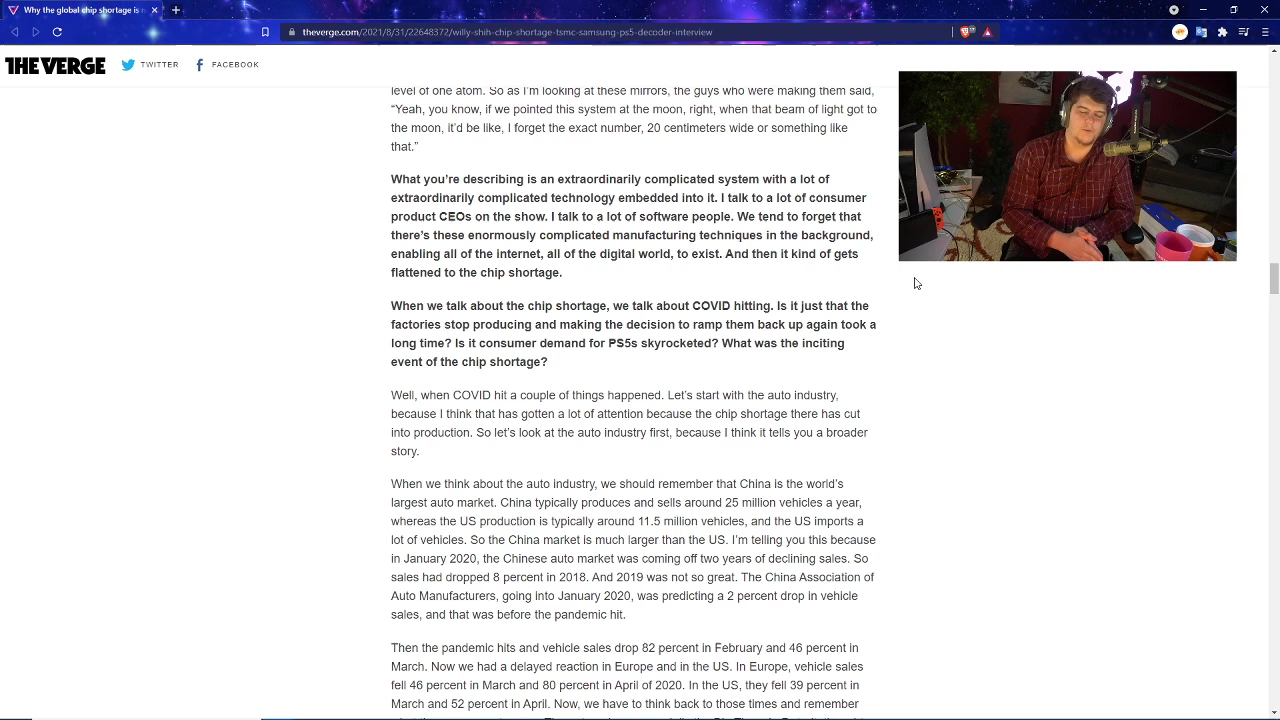 Why the global chip shortage is n
theverge.com/2021/8/31/22648372/willy-shih-chip-shortage-tsmc-samsung-ps5-decoder-interview
THE VERGE
TWITTER
FACEBOOK
level of one atom. So as I'm looking at these mirrors, the guys who were making them said,
“Yeah, you know, if we pointed this system at the moon, right, when that beam of light got to
the moon, it'd be like, I forget the exact number, 20 centimeters wide or something like
that.”
What you're describing is an extraordinarily complicated system with a lot of
extraordinarily complicated technology embedded into it. I talk to a lot of consumer
product CEOs on the show. I talk to a lot of software people. We tend to forget that
there's these enormously complicated manufacturing techniques in the background,
enabling all of the internet, all of the digital world, to exist. And then it kind of gets
flattened to the chip shortage.
When we talk about the chip shortage, we talk about COVID hitting. Is it just that the
factories stop producing and making the decision to ramp them back up again took a
long time? Is it consumer demand for PS5s skyrocketed? What was the inciting
event of the chip shortage?
Well, when COVID hit a couple of things happened. Let's start with the auto industry,
because I think that has gotten a lot of attention because the chip shortage there has cut
into production. So let's look at the auto industry first, because I think it tells you a broader
story.
When we think about the auto industry, we should remember that China is the world's
largest auto market. China typically produces and sells around 25 million vehicles a year,
whereas the US production is typically around 11.5 million vehicles, and the US imports a
lot of vehicles. So the China market is much larger than the US. I'm telling you this because
in January 2020, the Chinese auto market was coming off two years of declining sales. So
sales had dropped 8 percent in 2018. And 2019 was not so great. The China Association of
Auto Manufacturers, going into January 2020, was predicting a 2 percent drop in vehicle
sales, and that was before the pandemic hit.
Then the pandemic hits and vehicle sales drop 82 percent in February and 46 percent in
March. Now we had a delayed reaction in Europe and in the US. In Europe, vehicle sales
fell 46 percent in March and 80 percent in April of 2020. In the US, they fell 39 percent in
March and 52 percent in April. Now, we have to think back to those times and remember